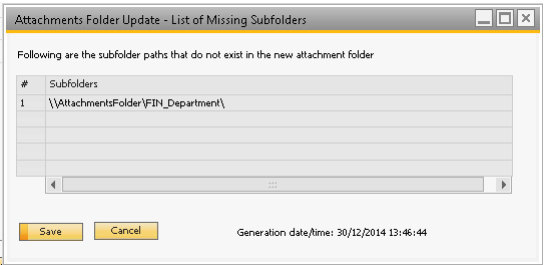 Attachments Folder Update - List of Missing Subfolders
Following are the subfolder paths that do not exist in the new attachment folder
# Subfolders
1 \\AttachmentsFolder\FIN_Department\
Save Cancel Generation date/time: 30/12/2014 13:46:44